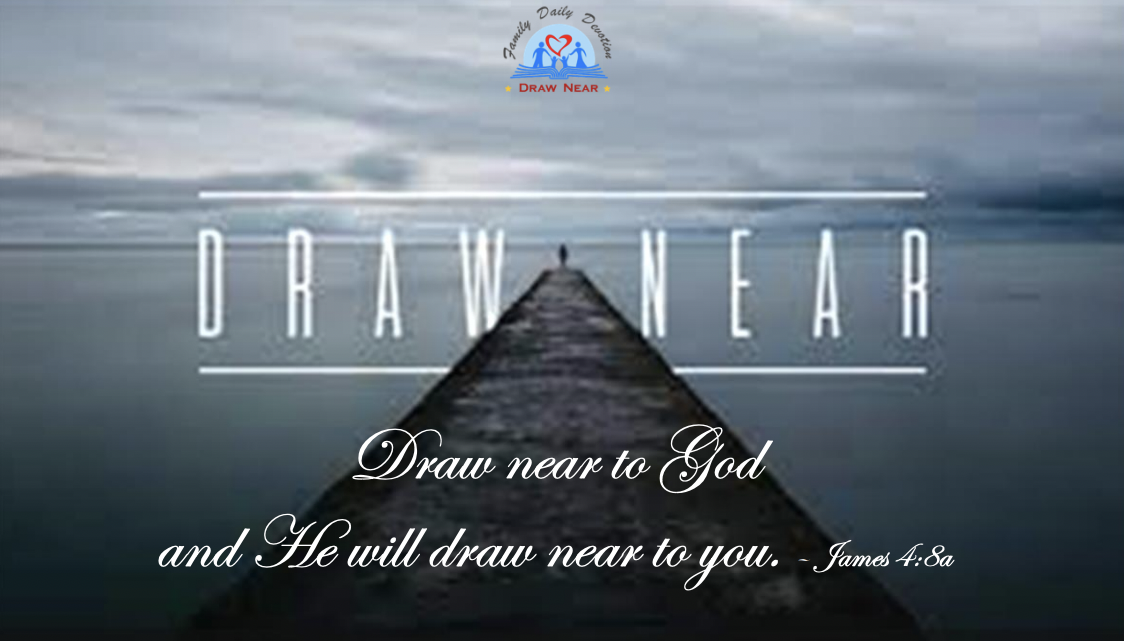 Family Daily Devotion
DRAW NEAR
DRAW NEAR
Draw near to God
and He will draw near to you. - James 4:8a